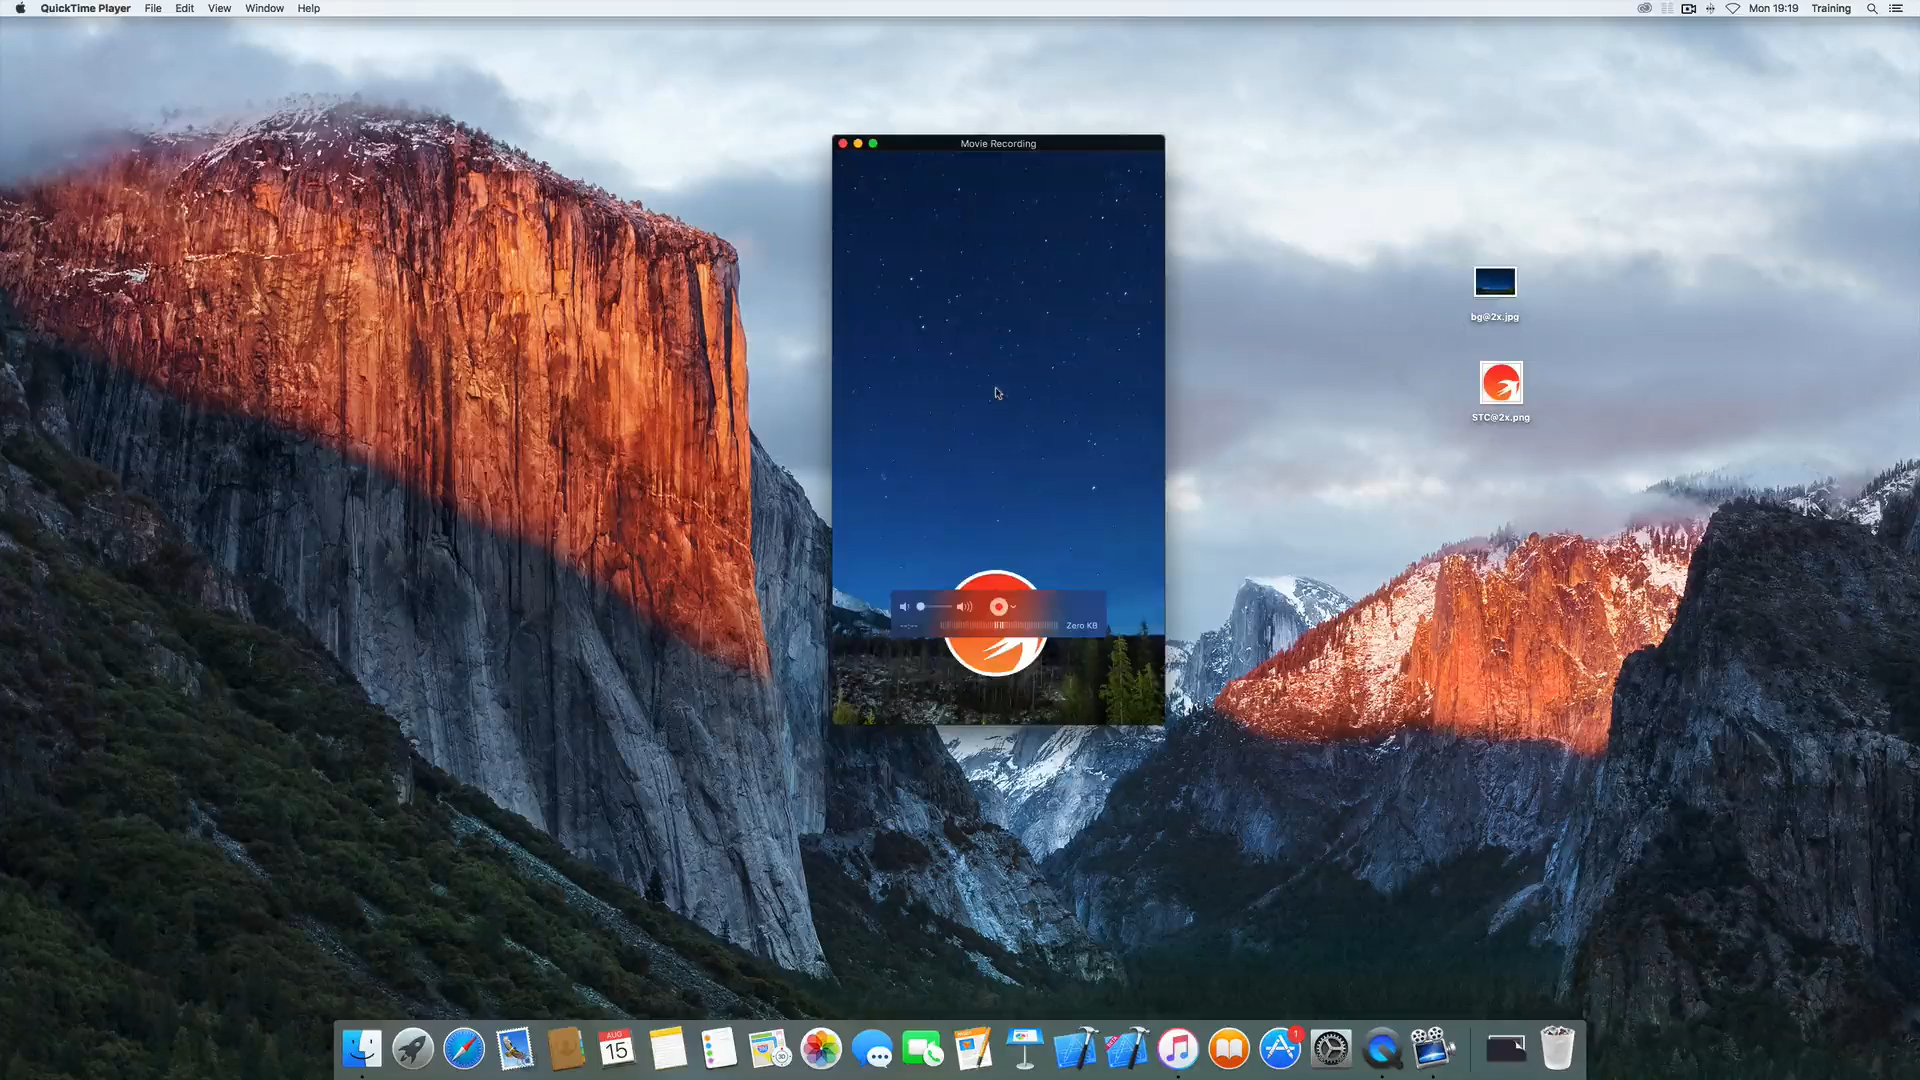 QuickTime Player File Edit View Window Help
Mon 19:19 Training
Movie Recording
bg@2x.jpg
STC@2x.png
--:--
Zero KB
AUG
15
1